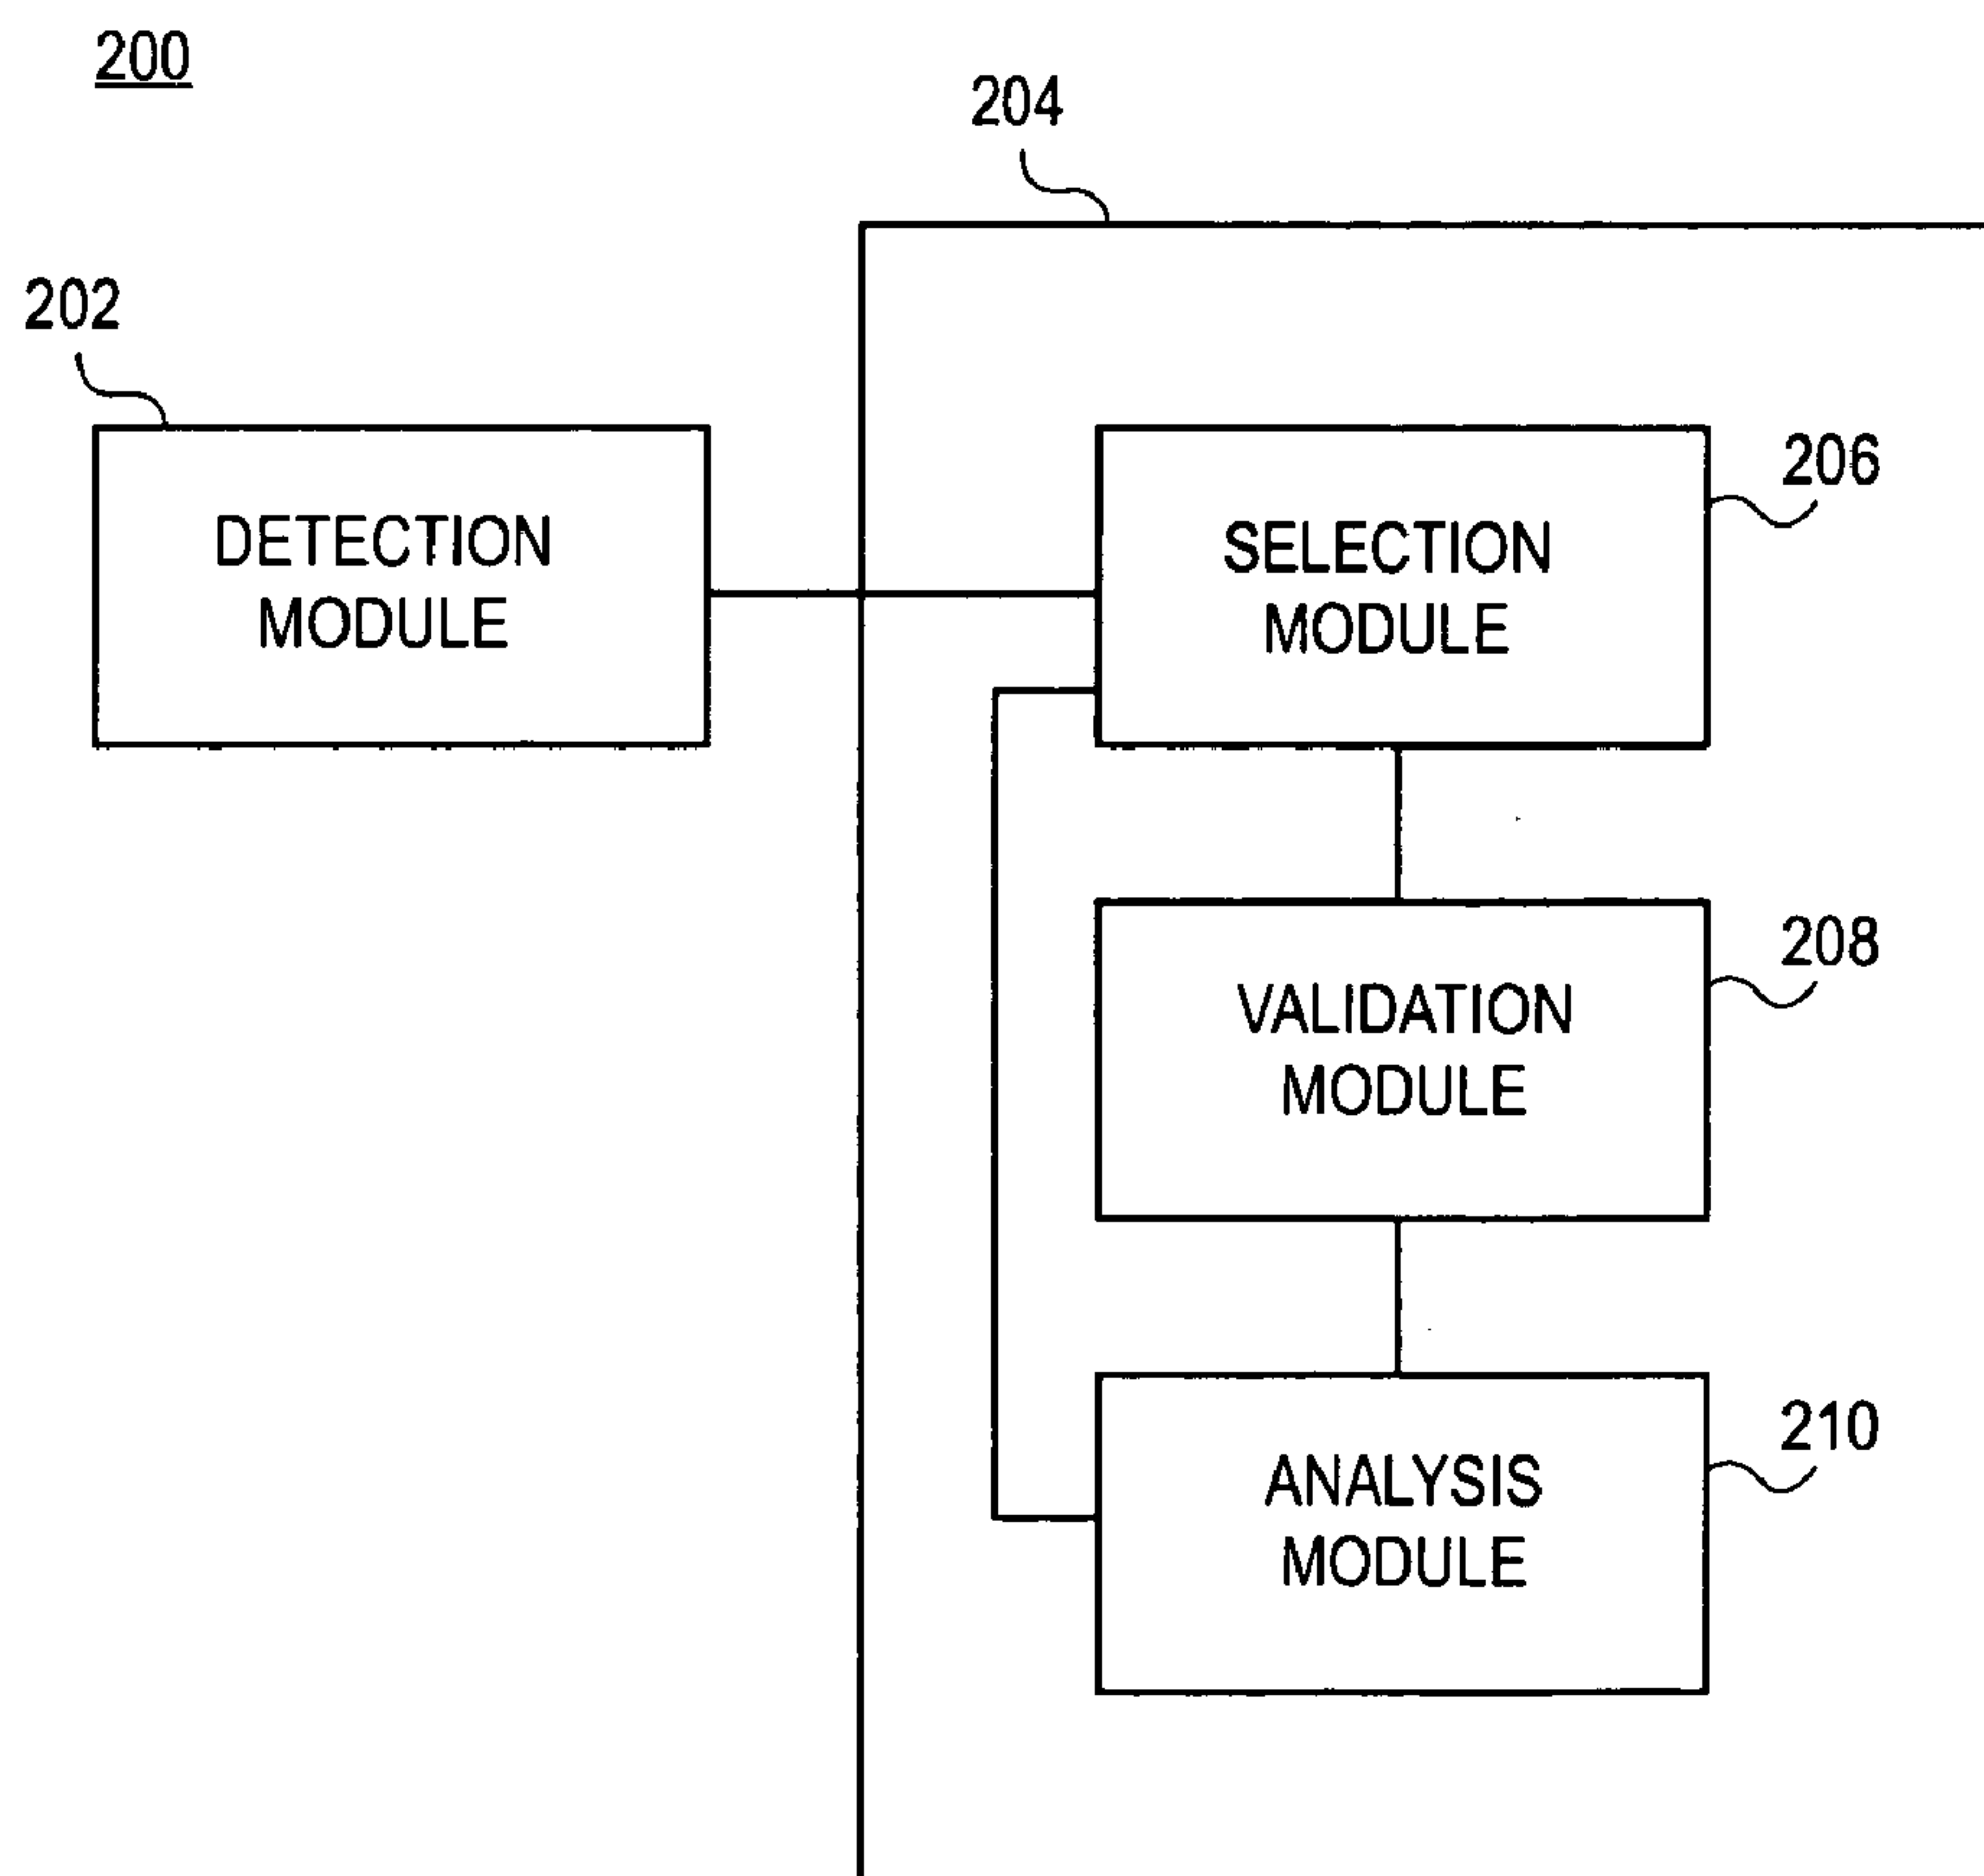 200
204
202
DETECTION
MODULE
206
SELECTION
MODULE
208
VALIDATION
MODULE
210
ANALYSIS
MODULE